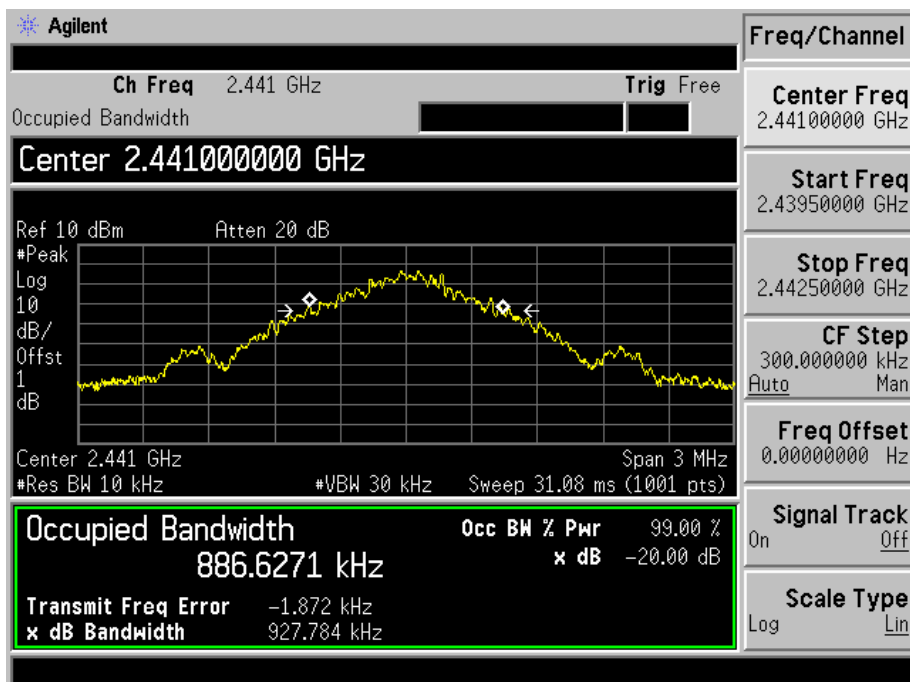 Agilent
Ch Freq 2.441 GHz Trig Free
Occupied Bandwidth
Center 2.441000000 GHz
Ref 10 dBm Atten 20 dB
#Peak
Log
10
dB/
Offst
1
dB
Center 2.441 GHz Span 3 MHz
#Res BW 10 kHz #VBW 30 kHz Sweep 31.08 ms (1001 pts)
Occupied Bandwidth Occ BW % Pwr 99.00 %
886.6271 kHz x dB -20.00 dB
Transmit Freq Error -1.872 kHz
x dB Bandwidth 927.784 kHz
Freq/Channel
Center Freq
2.44100000 GHz
Start Freq
2.43950000 GHz
Stop Freq
2.44250000 GHz
CF Step
300.000000 kHz
Auto Man
Freq Offset
0.00000000 Hz
Signal Track
On Off
Scale Type
Log Lin